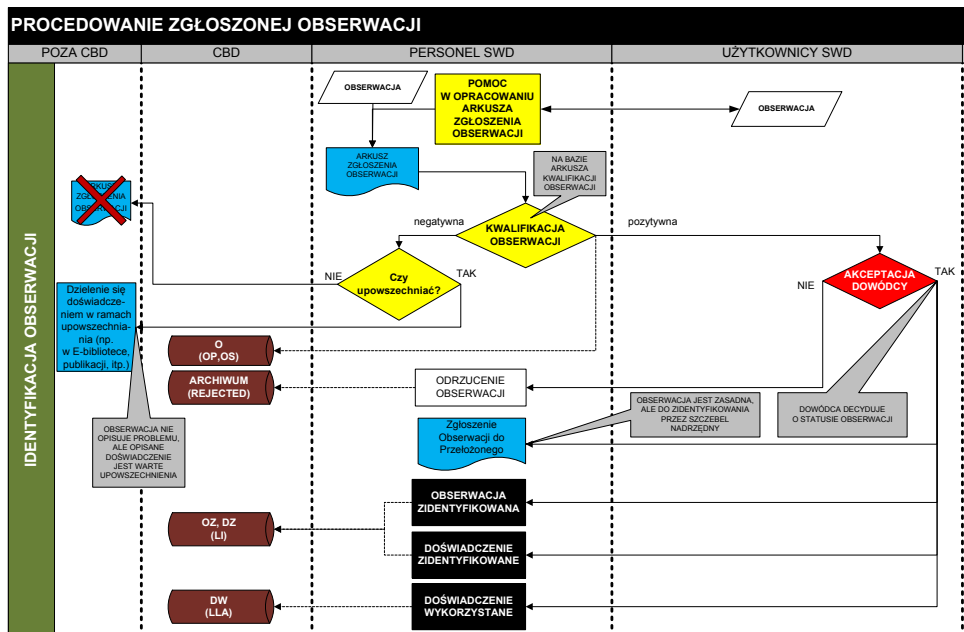 PROCEDOWANIE ZGŁOSZONEJ OBSERWACJI
POZA CBD
CBD
PERSONEL SWD
UŻYTKOWNICY SWD
IDENTYFIKACJA OBSERWACJI
OBSERWACJA
POMOC
W OPRACOWANIU
ARKUSZA
ZGŁOSZENIA
OBSERWACJI
OBSERWACJA
ARKUSZ
ZGŁOSZENIA
OBSERWACJI
NA BAZIE
ARKUSZA
KWALIFIKACJI
OBSERWACJI
ARKUSZ
ZGŁOSZENIA
OBSERWACJI
negatywna
KWALIFIKACJA
OBSERWACJI
pozytywna
NIE
Czy
upowszechniać?
TAK
NIE
AKCEPTACJA
DOWÓDCY
TAK
Dzielenie się
doświadcze-
niem w ramach
upowszechnia-
nia (np.
w E-bibliotece,
publikacji, itp.)
O
(OP,OS)
ARCHIWUM
(REJECTED)
ODRZUCENIE
OBSERWACJI
OBSERWACJA JEST ZASADNA,
ALE DO ZIDENTYFIKOWANIA
PRZEZ SZCZEBEL
NADRZĘDNY
DOWÓDCA DECYDUJE
O STATUSIE OBSERWACJI
OBSERWACJA NIE
OPISUJE PROBLEMU,
ALE OPISANE
DOŚWIADCZENIE
JEST WARTE
UPOWSZECHNIENIA
Zgłoszenie
Obserwacji do
Przełożonego
OBSERWACJA
ZIDENTYFIKOWANA
OZ, DZ
(LI)
DOŚWIADCZENIE
ZIDENTYFIKOWANE
DW
(LLA)
DOŚWIADCZENIE
WYKORZYSTANE